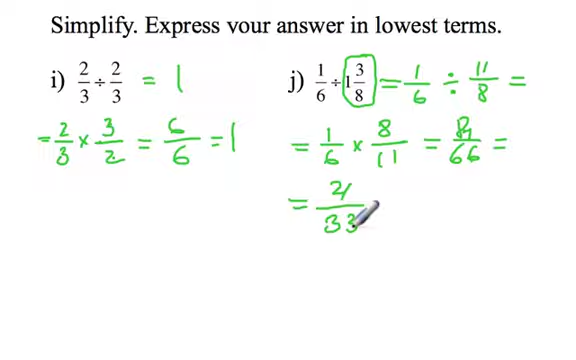 Simplify. Express your answer in lowest terms.
i) 2/3 ÷ 2/3 = 1
= 2/3 × 3/2 = 6/6 = 1
j) 1/6 ÷ 1 3/8 = 1/6 ÷ 11/8 =
= 1/6 × 8/11 = 8/66 =
= 4/33